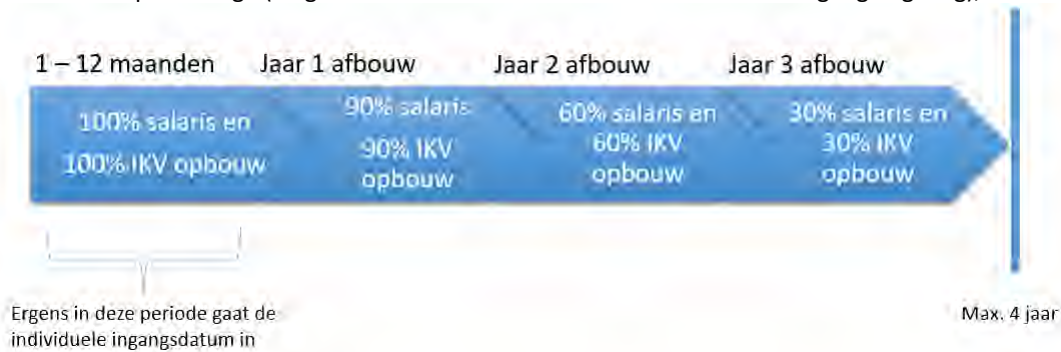 1 – 12 maanden Jaar 1 afbouw Jaar 2 afbouw Jaar 3 afbouw
100% salaris en
100% IKV opbouw
90% salaris
90% IKV
opbouw
60% salaris en
60% IKV
opbouw
30% salaris en
30% IKV
opbouw
Ergens in deze periode gaat de
individuele ingangsdatum in
Max. 4 jaar